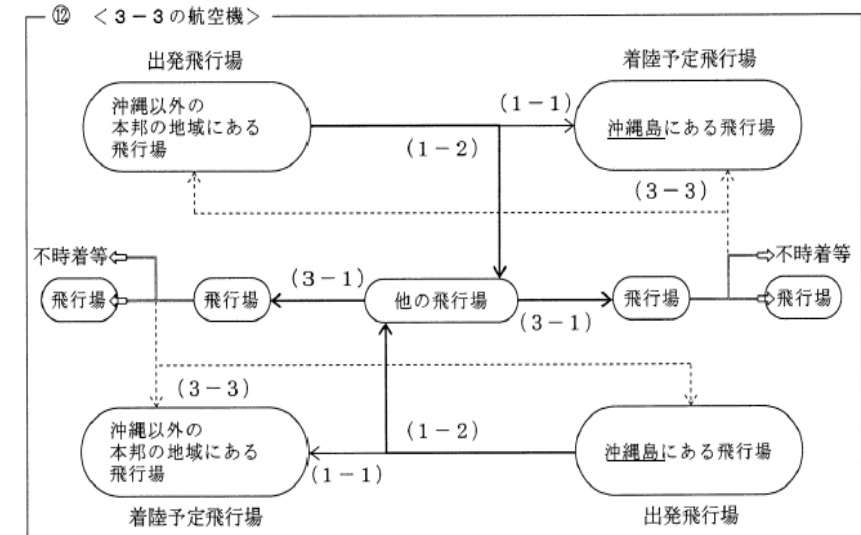 ⑫ ＜３－３の航空機＞
出発飛行場
着陸予定飛行場
沖縄以外の
本邦の地域にある
飛行場
(１－１)
沖縄島にある飛行場
(１－２)
(３－３)
不時着等
不時着等
飛行場
飛行場
(３－１)
他の飛行場
(３－１)
飛行場
飛行場
(３－３)
沖縄以外の
本邦の地域にある
飛行場
(１－２)
沖縄島にある飛行場
(１－１)
着陸予定飛行場
出発飛行場